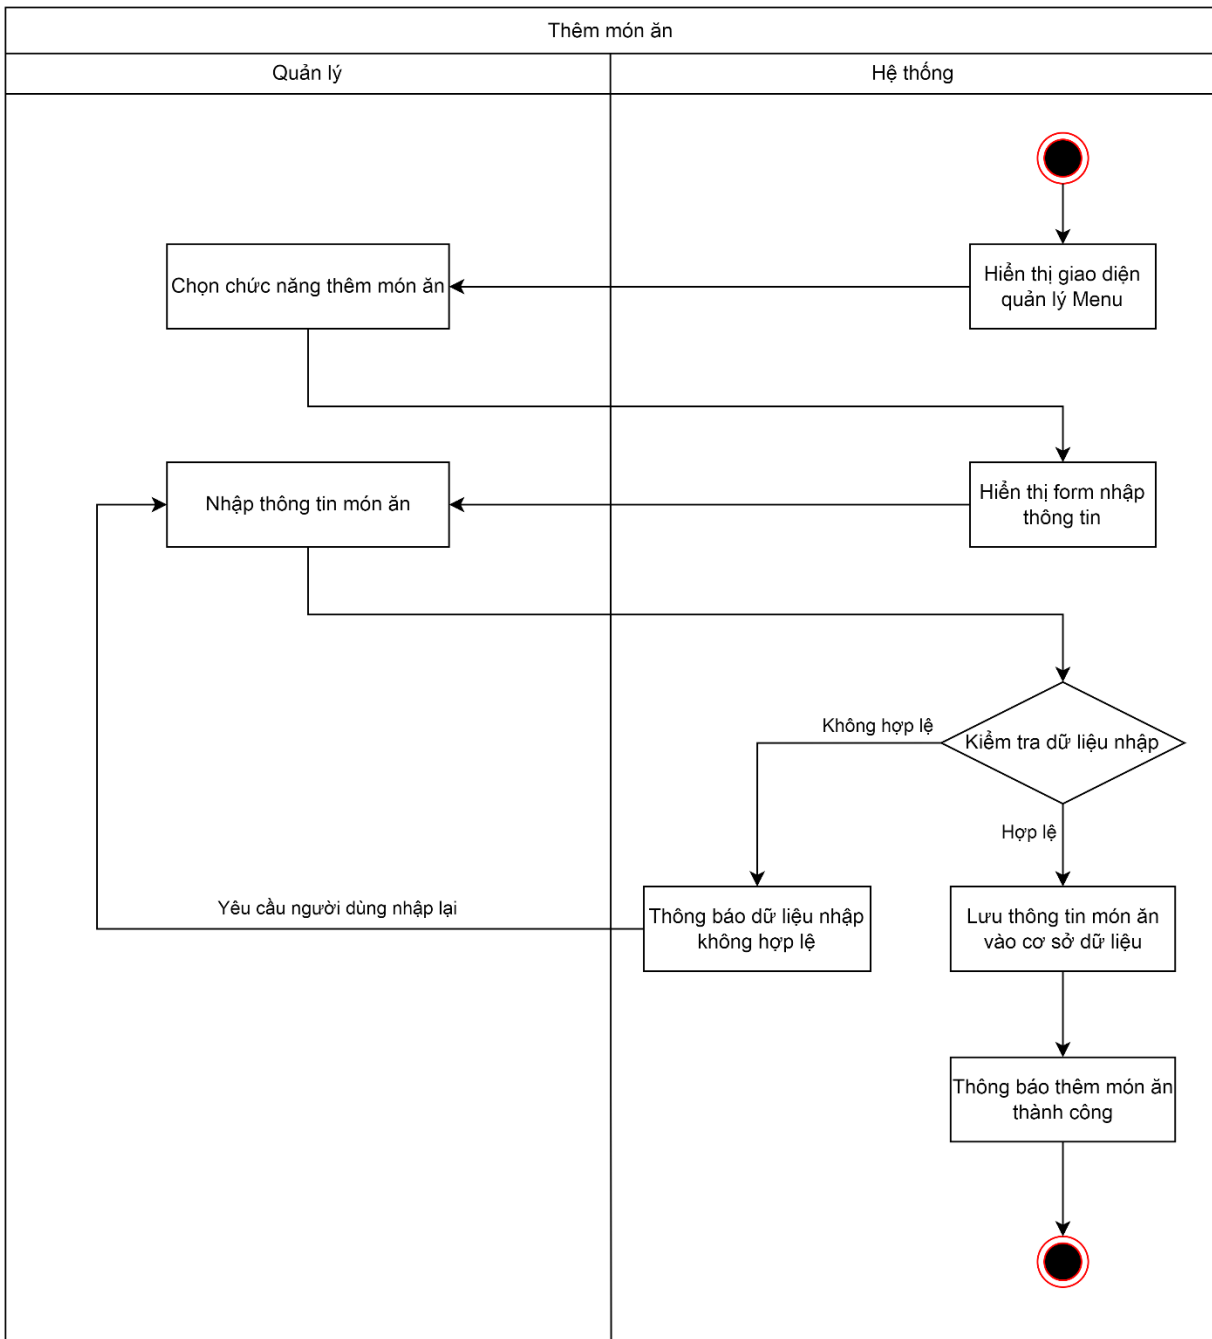 Thêm món ăn
Quản lý
Hệ thống
Chọn chức năng thêm món ăn
Hiển thị giao diện
quản lý Menu
Nhập thông tin món ăn
Hiển thị form nhập
thông tin
Không hợp lệ
Kiểm tra dữ liệu nhập
Hợp lệ
Yêu cầu người dùng nhập lại
Thông báo dữ liệu nhập
không hợp lệ
Lưu thông tin món ăn
vào cơ sở dữ liệu
Thông báo thêm món ăn
thành công